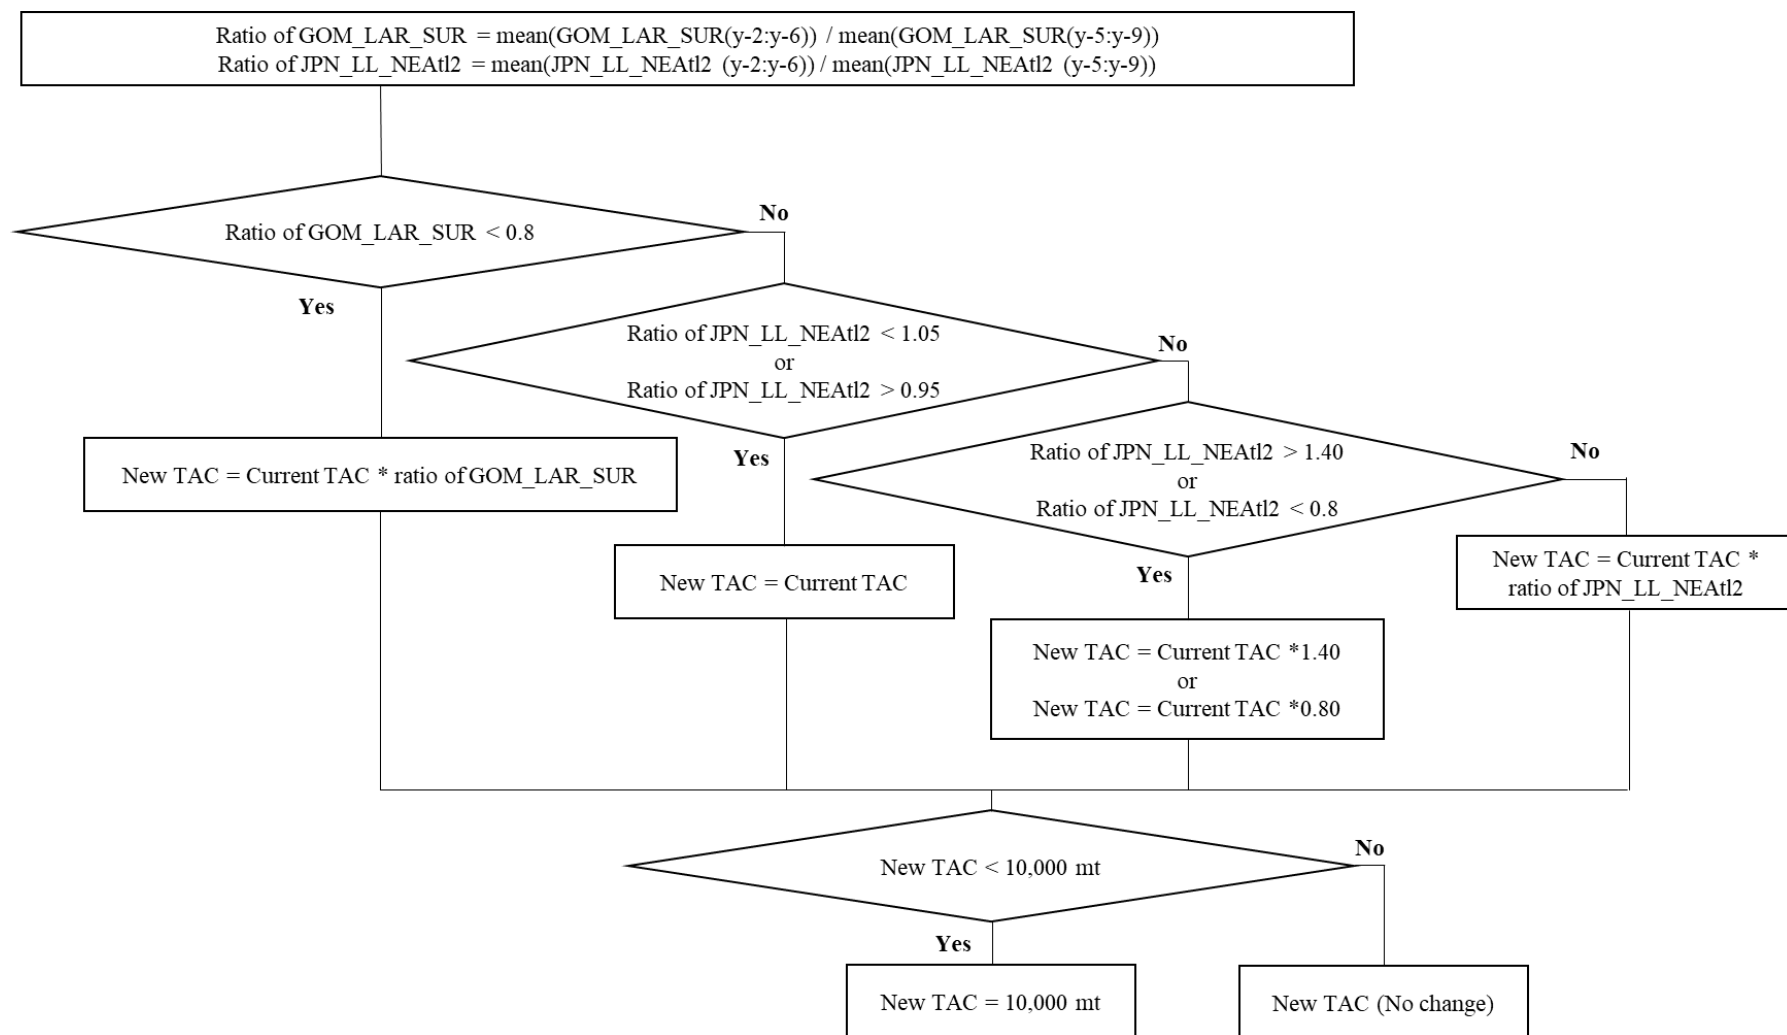 Ratio of GOM_LAR_SUR = mean(GOM_LAR_SUR(y-2:y-6)) / mean(GOM_LAR_SUR(y-5:y-9))
Ratio of JPN_LL_NEAtl2 = mean(JPN_LL_NEAtl2 (y-2:y-6)) / mean(JPN_LL_NEAtl2 (y-5:y-9))
Ratio of GOM_LAR_SUR < 0.8
No
Yes
Ratio of JPN_LL_NEAtl2 < 1.05
or
Ratio of JPN_LL_NEAtl2 > 0.95
No
Yes
New TAC = Current TAC * ratio of GOM_LAR_SUR
Ratio of JPN_LL_NEAtl2 > 1.40
or
Ratio of JPN_LL_NEAtl2 < 0.8
No
Yes
New TAC = Current TAC
New TAC = Current TAC *
ratio of JPN_LL_NEAtl2
New TAC = Current TAC *1.40
or
New TAC = Current TAC *0.80
New TAC < 10,000 mt
No
Yes
New TAC = 10,000 mt
New TAC (No change)